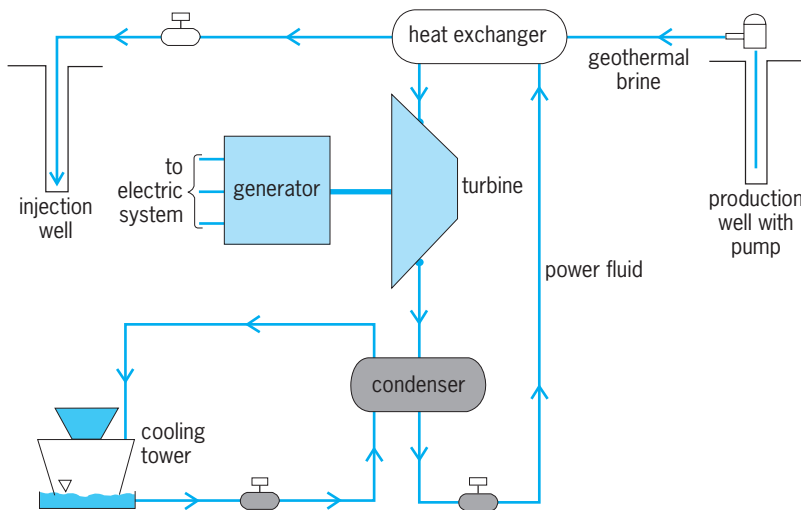 heat exchanger
geothermal
brine
to
electric
system
generator
turbine
injection
well
production
well with
pump
power fluid
condenser
cooling
tower